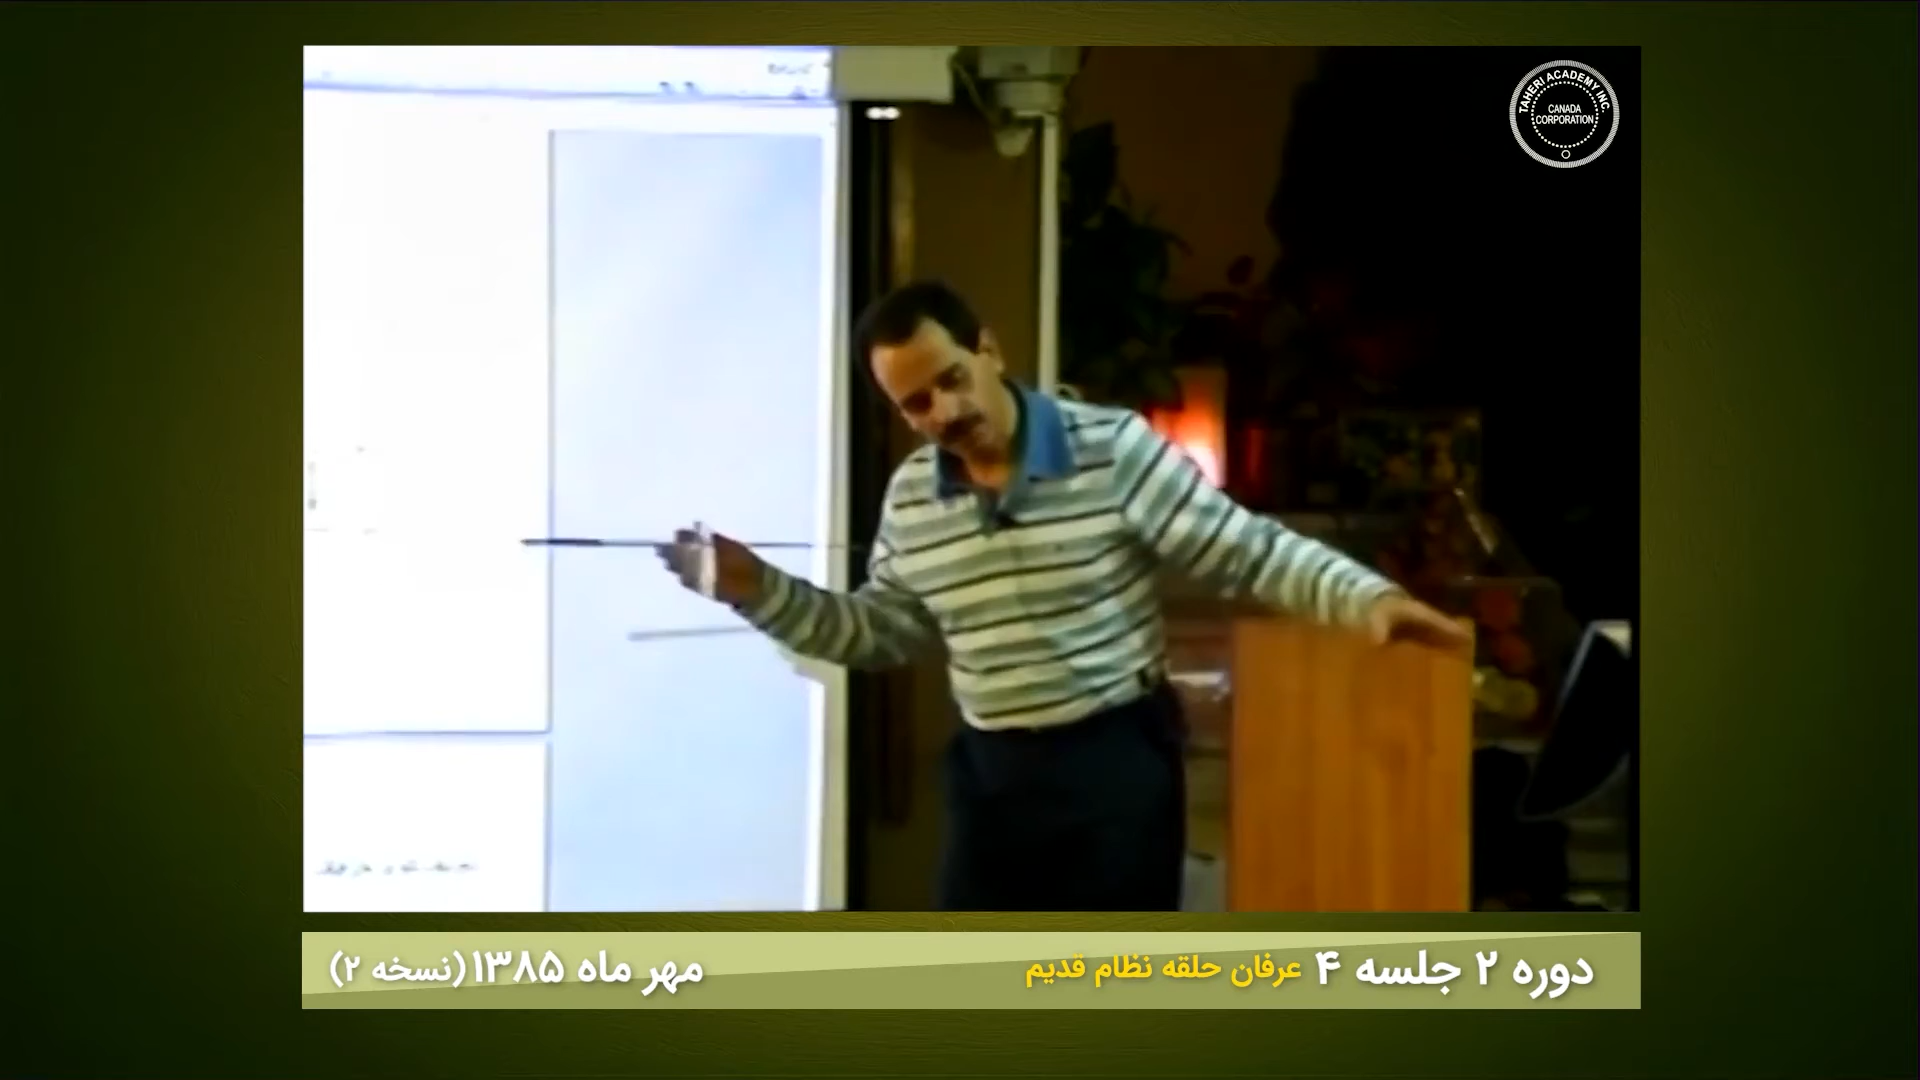 TAHERI ACADEMY INC.
CANADA
CORPORATION
دوره ۲ جلسه ۴ عرفان حلقه نظام قدیم
مهر ماه ۱۳۸۵ (نسخه ۲)